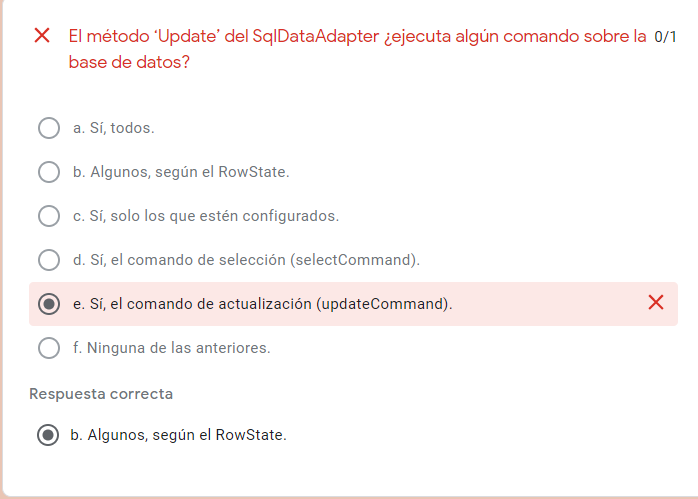 El método ‘Update’ del SqlDataAdapter ¿ejecuta algún comando sobre la 0/1
base de datos?
a. Sí, todos.
b. Algunos, según el RowState.
c. Sí, solo los que estén configurados.
d. Sí, el comando de selección (selectCommand).
e. Sí, el comando de actualización (updateCommand).
f. Ninguna de las anteriores.
Respuesta correcta
b. Algunos, según el RowState.